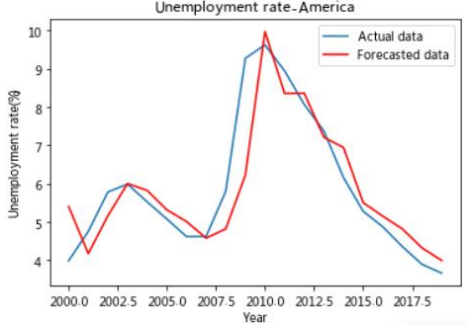 Unemployment rate-America
Actual data
Forecasted data
Unemployment rate(%)
10
9
8
7
6
5
4
2000.0 2002.5 2005.0 2007.5 2010.0 2012.5 2015.0 2017.5
Year